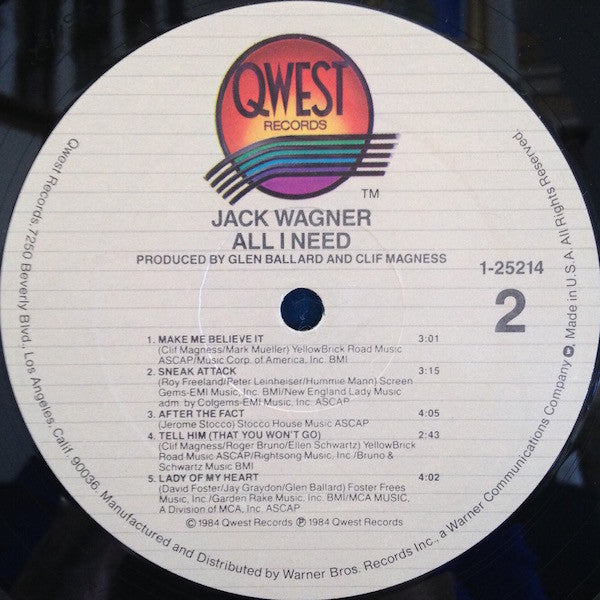 QWEST
RECORDS
TM
JACK WAGNER
ALL I NEED
PRODUCED BY GLEN BALLARD AND CLIF MAGNESS
1-25214
2
1. MAKE ME BELIEVE IT 3:01
(Clif Magness/Mark Mueller) YellowBrick Road Music
ASCAP/Music Corp. of America, Inc. BMI
2. SNEAK ATTACK 3:15
(Roy Freeland/Peter Leinheiser/Hummie Mann) Screen
Gems-EMI Music, Inc. BMI/New England Lady Music
adm. by Colgems-EMI Music, Inc. ASCAP
3. AFTER THE FACT 4:05
(Jerome Stocco) Stocco House Music ASCAP
4. TELL HIM (THAT YOU WON'T GO) 2:43
(Clif Magness/Roger Bruno/Ellen Schwartz) YellowBrick
Road Music ASCAP/Rightsong Music, Inc./Bruno &
Schwartz Music BMI
5. LADY OF MY HEART 4:02
(David Foster/Jay Graydon/Glen Ballard) Foster Frees
Music, Inc./Garden Rake Music, Inc. BMI/MCA MUSIC,
A Division of MCA, Inc. ASCAP
© 1984 Qwest Records ℗ 1984 Qwest Records
Qwest Records, 7250 Beverly Blvd., Los Angeles, Calif. 90036. Manufactured and Distributed by Warner Bros. Records Inc., a Warner Communications Company. Made in U.S.A. All Rights Reserved.